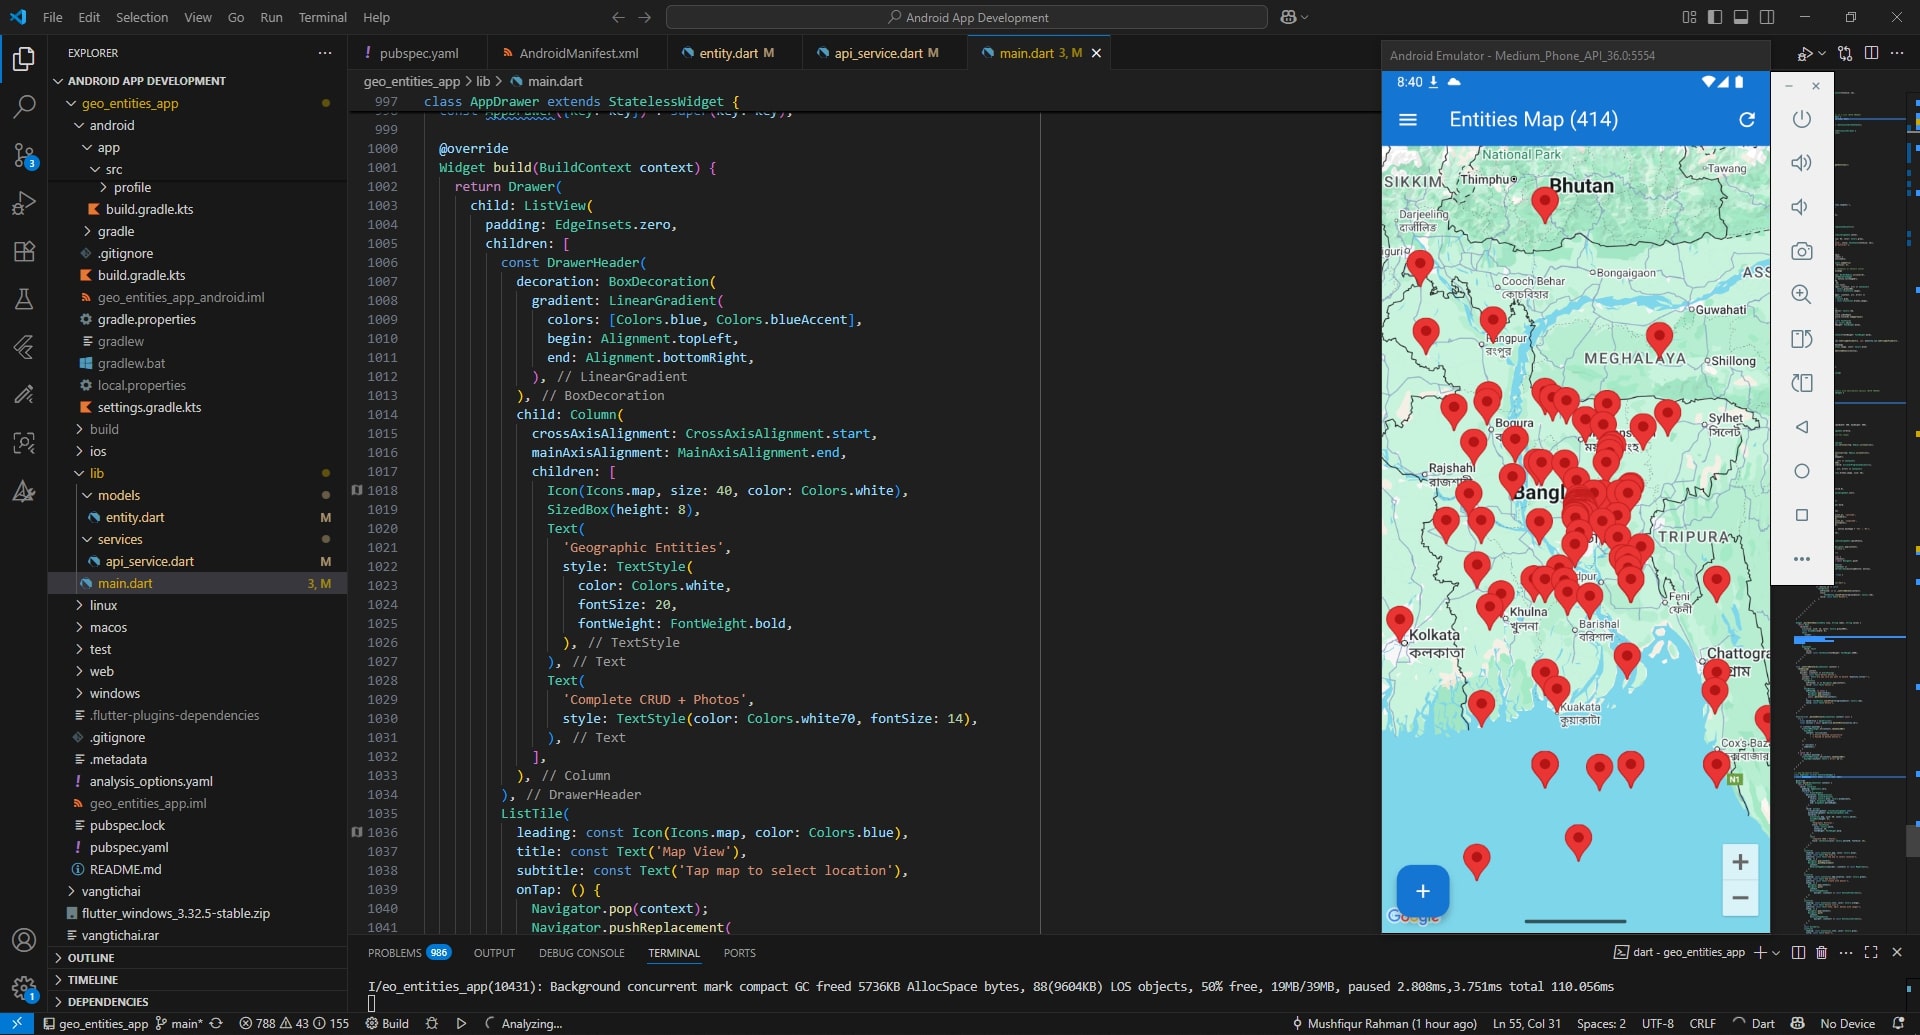 File Edit Selection View Go Run Terminal Help
Android App Development
EXPLORER
ANDROID APP DEVELOPMENT
geo_entities_app
android
app
src
profile
build.gradle.kts
gradle
.gitignore
build.gradle.kts
geo_entities_app_android.iml
gradle.properties
gradlew
gradlew.bat
local.properties
settings.gradle.kts
build
ios
lib
models
entity.dart M
services
api_service.dart M
main.dart 3, M
linux
macos
test
web
windows
.flutter-plugins-dependencies
.gitignore
.metadata
analysis_options.yaml
geo_entities_app.iml
pubspec.lock
pubspec.yaml
README.md
vangtichai
flutter_windows_3.32.5-stable.zip
vangtichai.rar
OUTLINE
TIMELINE
DEPENDENCIES
3
1
pubspec.yaml AndroidManifest.xml entity.dart M api_service.dart M main.dart 3, M
geo_entities_app > lib > main.dart
997 class AppDrawer extends StatelessWidget {
999
1000 @override
1001 Widget build(BuildContext context) {
1002 return Drawer(
1003 child: ListView(
1004 padding: EdgeInsets.zero,
1005 children: [
1006 const DrawerHeader(
1007 decoration: BoxDecoration(
1008 gradient: LinearGradient(
1009 colors: [Colors.blue, Colors.blueAccent],
1010 begin: Alignment.topLeft,
1011 end: Alignment.bottomRight,
1012 ), // LinearGradient
1013 ), // BoxDecoration
1014 child: Column(
1015 crossAxisAlignment: CrossAxisAlignment.start,
1016 mainAxisAlignment: MainAxisAlignment.end,
1017 children: [
1018 Icon(Icons.map, size: 40, color: Colors.white),
1019 SizedBox(height: 8),
1020 Text(
1021 'Geographic Entities',
1022 style: TextStyle(
1023 color: Colors.white,
1024 fontSize: 20,
1025 fontWeight: FontWeight.bold,
1026 ), // TextStyle
1027 ), // Text
1028 Text(
1029 'Complete CRUD + Photos',
1030 style: TextStyle(color: Colors.white70, fontSize: 14),
1031 ), // Text
1032 ],
1033 ), // Column
1034 ), // DrawerHeader
1035 ListTile(
1036 leading: const Icon(Icons.map, color: Colors.blue),
1037 title: const Text('Map View'),
1038 subtitle: const Text('Tap map to select location'),
1039 onTap: () {
1040 Navigator.pop(context);
1041 Navigator.pushReplacement(
Android Emulator - Medium_Phone_API_36.0:5554
8:40
Entities Map (414)
National Park
Tawang
SIKKIM Thimphu Bhutan
Darjeeling
দার্জীলিঙ
Bongaigaon
Cooch Behar
কোচবিহার
Guwahati
Rangpur
রংপুর
MEGHALAYA Shillong
Sylhet
সিলেট
Bogura
Rajshahi
রাজশাহী
TRIPURA
Feni
ফেনী
Khulna
খুলনা
Barishal
বরিশাল
Kolkata
কলকাতা
Kuakata
কুয়াকাটা
N1
+
−
+
Google
PROBLEMS 986 OUTPUT DEBUG CONSOLE TERMINAL PORTS
dart - geo_entities_app
I/eo_entities_app(10431): Background concurrent mark compact GC freed 5736KB AllocSpace bytes, 88(9604KB) LOS objects, 50% free, 19MB/39MB, paused 2.808ms,3.751ms total 110.056ms
geo_entities_app main* 788 43 155 Build Analyzing... Mushfiqur Rahman (1 hour ago) Ln 55, Col 31 Spaces: 2 UTF-8 CRLF Dart No Device